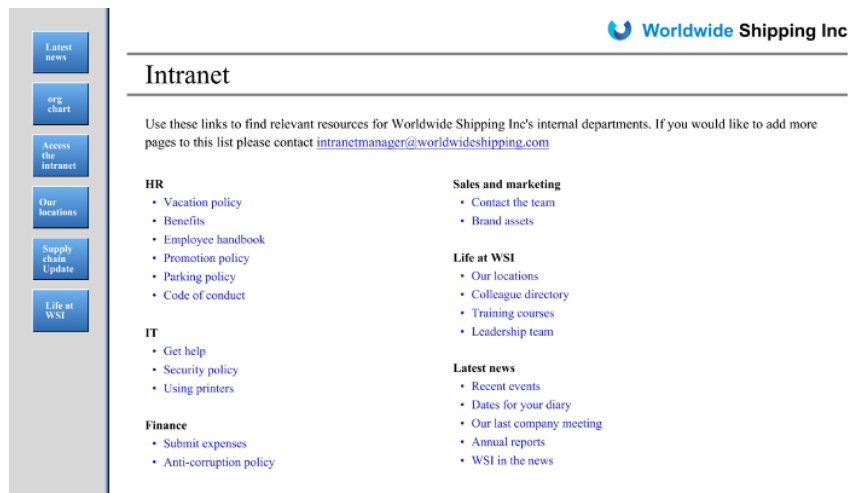 Latest
news
org
chart
Access
the
intranet
Our
locations
Supply
chain
Update
Life at
WSI
Worldwide Shipping Inc
Intranet
Use these links to find relevant resources for Worldwide Shipping Inc's internal departments. If you would like to add more
pages to this list please contact intranetmanager@worldwideshipping.com
HR
• Vacation policy
• Benefits
• Employee handbook
• Promotion policy
• Parking policy
• Code of conduct
IT
• Get help
• Security policy
• Using printers
Finance
• Submit expenses
• Anti-corruption policy
Sales and marketing
• Contact the team
• Brand assets
Life at WSI
• Our locations
• Colleague directory
• Training courses
• Leadership team
Latest news
• Recent events
• Dates for your diary
• Our last company meeting
• Annual reports
• WSI in the news